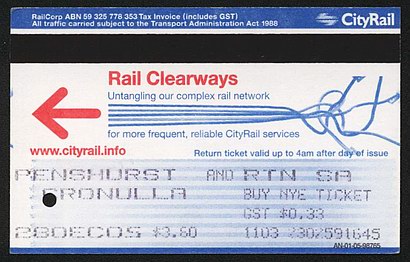 RailCorp ABN 59 325 778 353 Tax Invoice (includes GST)
All traffic carried subject to the Transport Administration Act 1988
CityRail
Rail Clearways
Untangling our complex rail network
for more frequent, reliable CityRail services
www.cityrail.info
Return ticket valid up to 4am after day of issue
PENSHURST AND RTN SA
CRONULLA BUY NYE TICKET
GST $0.33
280EC05 $3.60 1103 2302591645
AN-01-05-98765